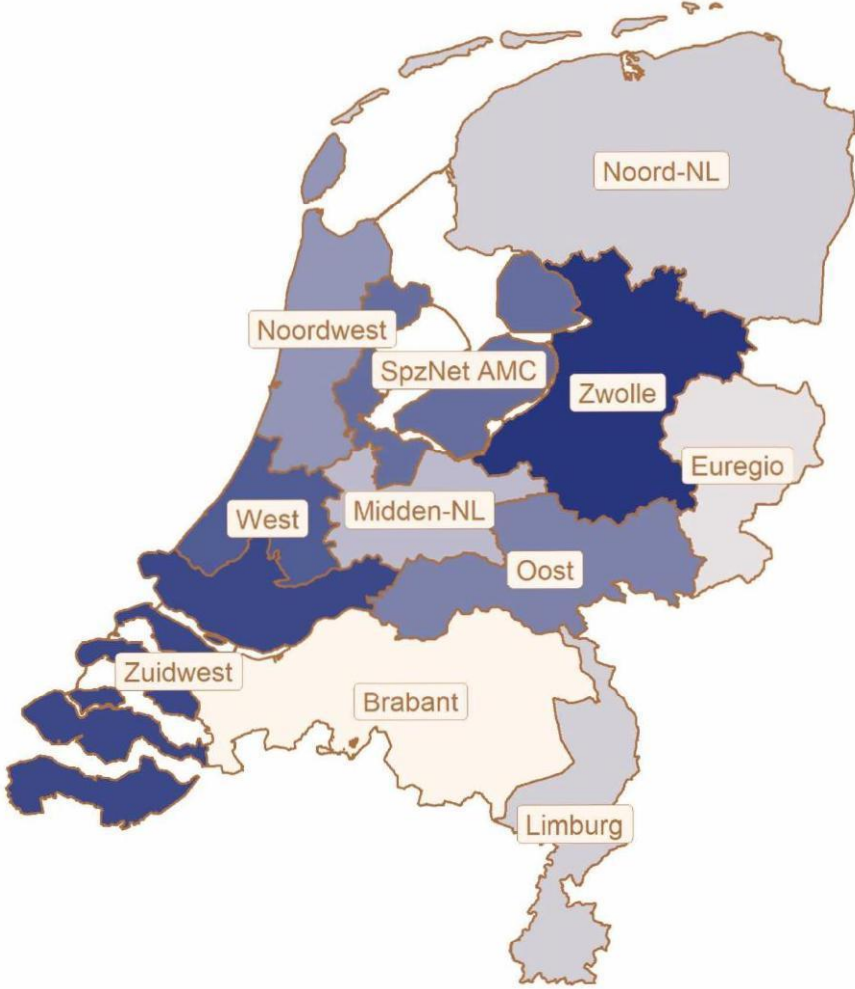 Noord-NL
Noordwest
SpzNet AMC
Zwolle
Euregio
West
Midden-NL
Oost
Zuidwest
Brabant
Limburg